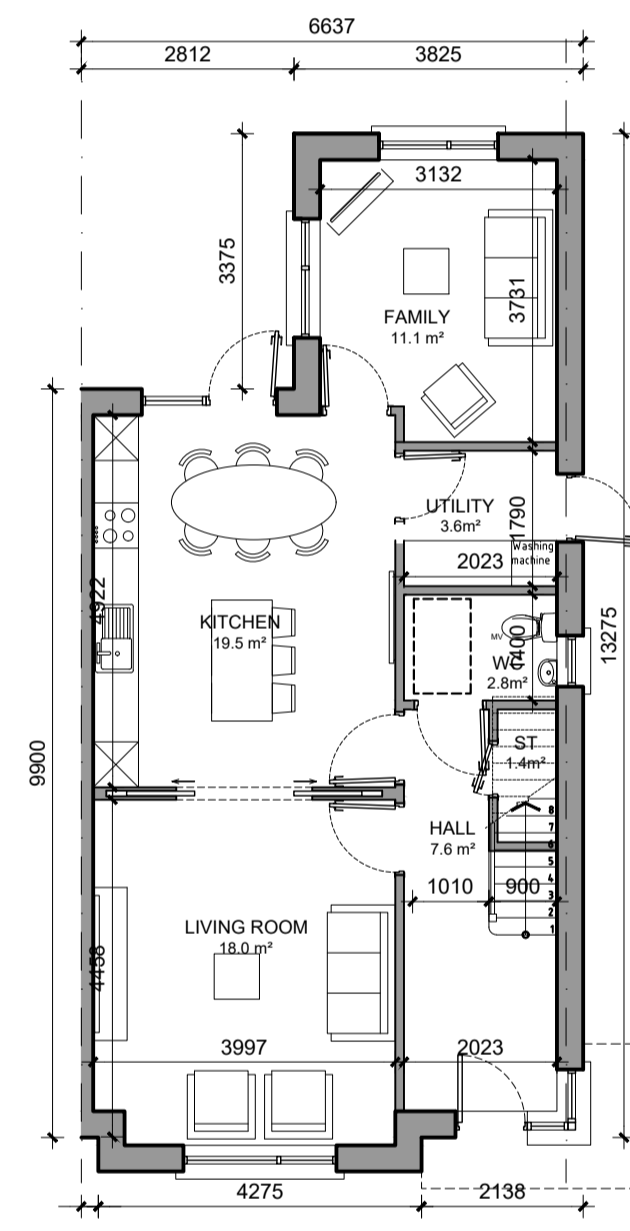 6637
2812
3825
3132
3375
3731
FAMILY
11.1 m²
UTILITY
3.6m²
1790
Washing
machine
2023
4922
KITCHEN
19.5 m²
MV
1400
WC
2.8m²
13275
ST
1.4m²
9900
HALL
7.6 m²
8
7
6
5
4
3
2
1
1010
900
LIVING ROOM
18.0 m²
4458
3997
2023
4275
2138